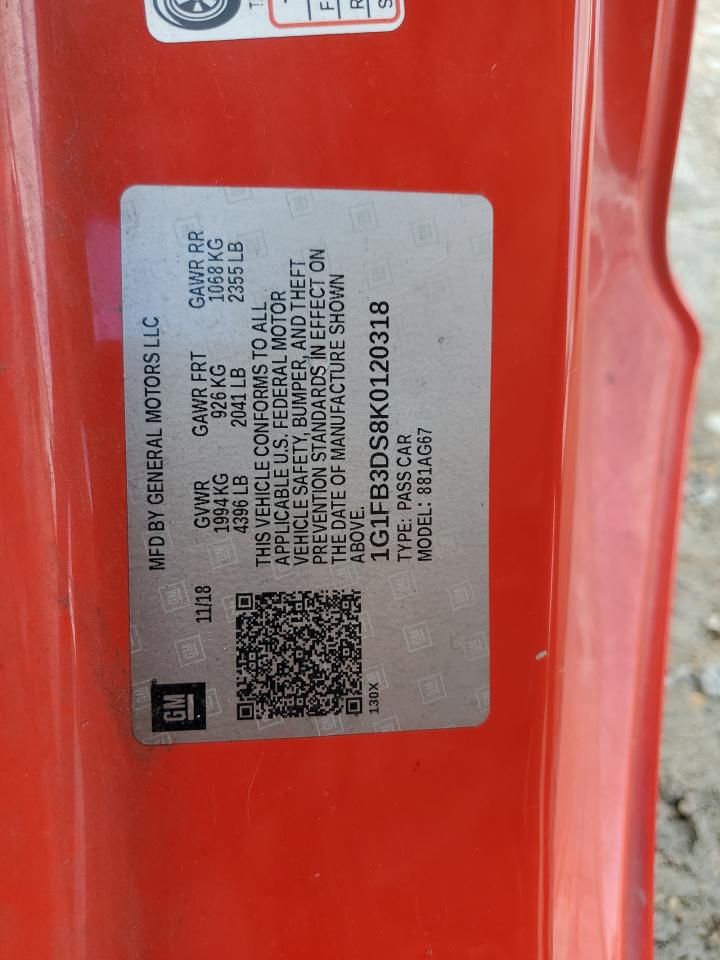 MFD BY GENERAL MOTORS LLC
11/18
GVWR GAWR FRT GAWR RR
1994 KG 926 KG 1068 KG
4396 LB 2041 LB 2355 LB
THIS VEHICLE CONFORMS TO ALL
APPLICABLE U.S. FEDERAL MOTOR
VEHICLE SAFETY, BUMPER, AND THEFT
PREVENTION STANDARDS IN EFFECT ON
THE DATE OF MANUFACTURE SHOWN
ABOVE.
1G1FB3DS8K0120318
TYPE: PASS CAR
MODEL: 881AG67
GM
130X